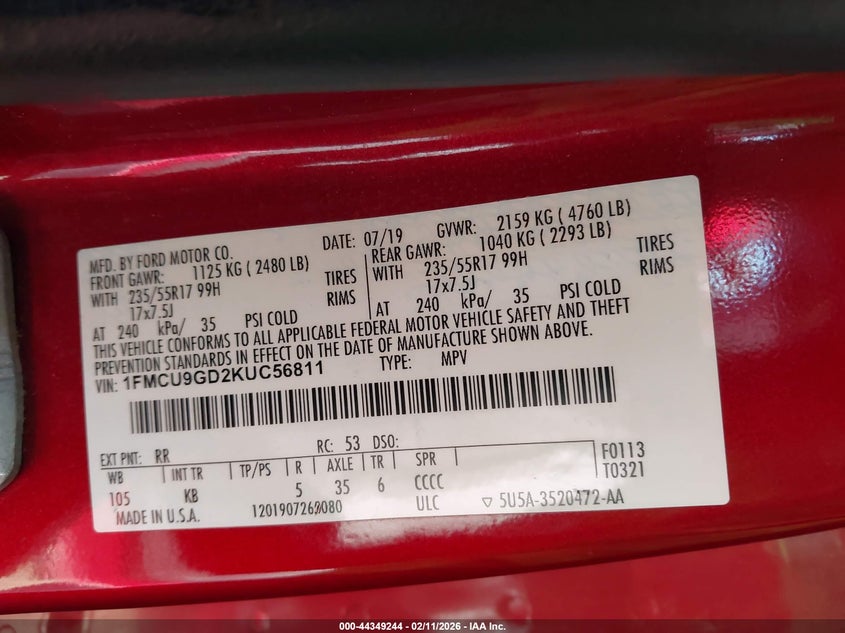 MFD. BY FORD MOTOR CO. DATE: 07/19 GVWR: 2159 KG ( 4760 LB)
FRONT GAWR: 1125 KG ( 2480 LB) REAR GAWR: 1040 KG ( 2293 LB)
WITH 235/55R17 99H TIRES WITH 235/55R17 99H TIRES
17x7.5J RIMS 17x7.5J RIMS
AT 240 kPa/ 35 PSI COLD AT 240 kPa/ 35 PSI COLD
THIS VEHICLE CONFORMS TO ALL APPLICABLE FEDERAL MOTOR VEHICLE SAFETY AND THEFT
PREVENTION STANDARDS IN EFFECT ON THE DATE OF MANUFACTURE SHOWN ABOVE.
VIN: 1FMCU9GD2KUC56811 TYPE: MPV
EXT PNT: RR RC: 53 DSO: F0113
WB INT TR TP/PS R AXLE TR SPR T0321
105 KB 5 35 6 CCCC
MADE IN U.S.A. ULC 5U5A-3520472-AA
000-44349244 - 02/11/2026 - IAA Inc.